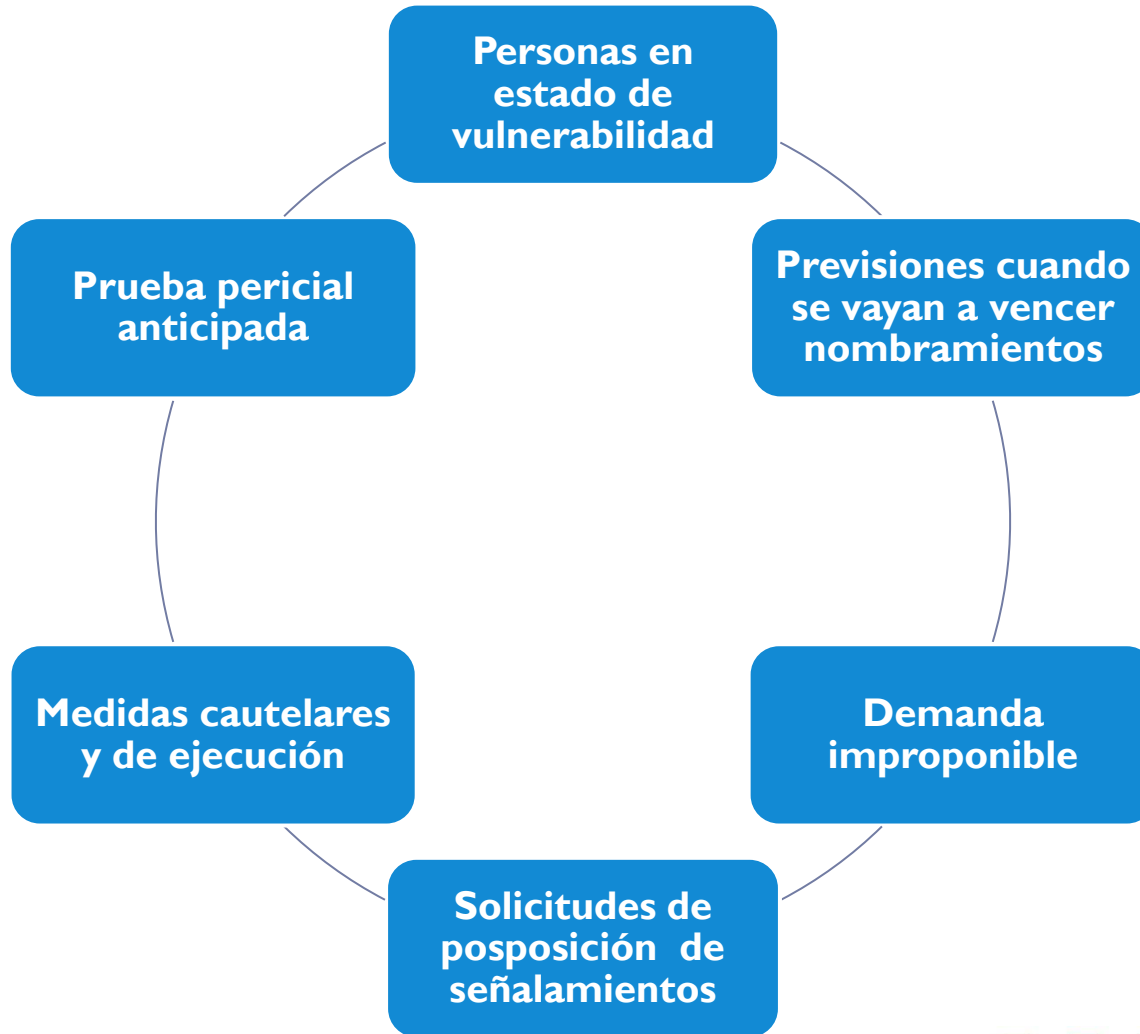 Personas en
estado de
vulnerabilidad
Previsiones cuando
se vayan a vencer
nombramientos
Demanda
improponible
Solicitudes de
posposición de
señalamientos
Medidas cautelares
y de ejecución
Prueba pericial
anticipada